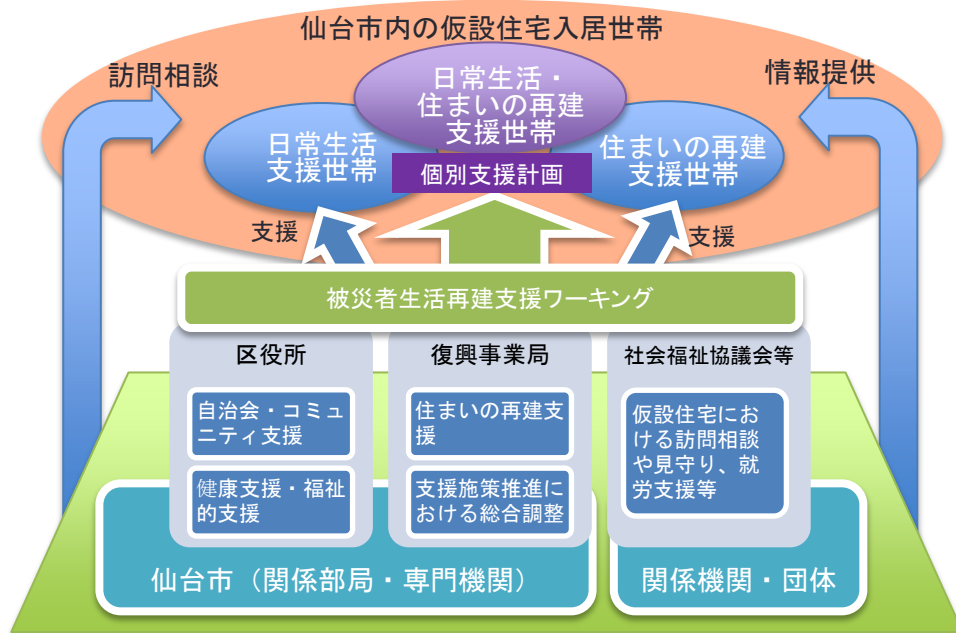 仙台市内の仮設住宅入居世帯
訪問相談
情報提供
日常生活・
住まいの再建
支援世帯
日常生活
支援世帯
住まいの再建
支援世帯
個別支援計画
支援
支援
被災者生活再建支援ワーキング
区役所
自治会・コミュ
ニティ支援
健康支援・福祉
的支援
復興事業局
住まいの再建支
援
支援施策推進に
おける総合調整
社会福祉協議会等
仮設住宅にお
ける訪問相談
や見守り、就
労支援等
仙台市（関係部局・専門機関）
関係機関・団体